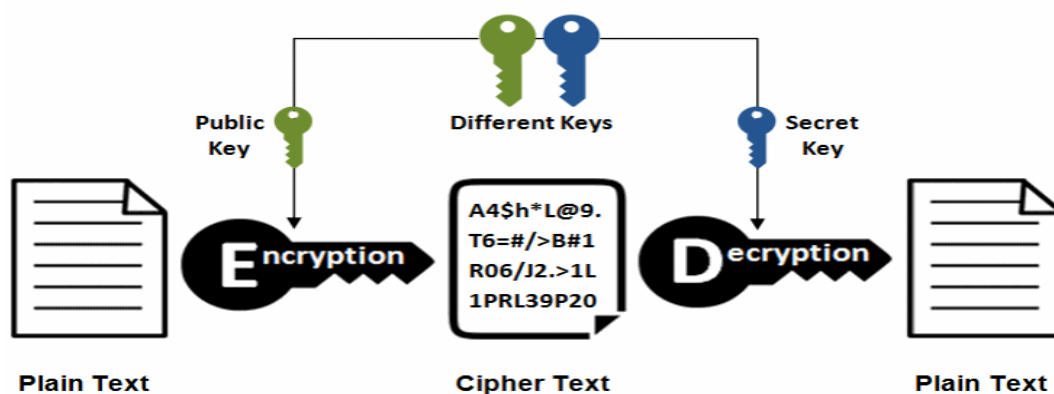 Public
Key
Different Keys
Secret
Key
Encryption
A4$h*L@9.
T6=#/>B#1
R06/J2.>1L
1PRL39P20
Decryption
Plain Text
Cipher Text
Plain Text